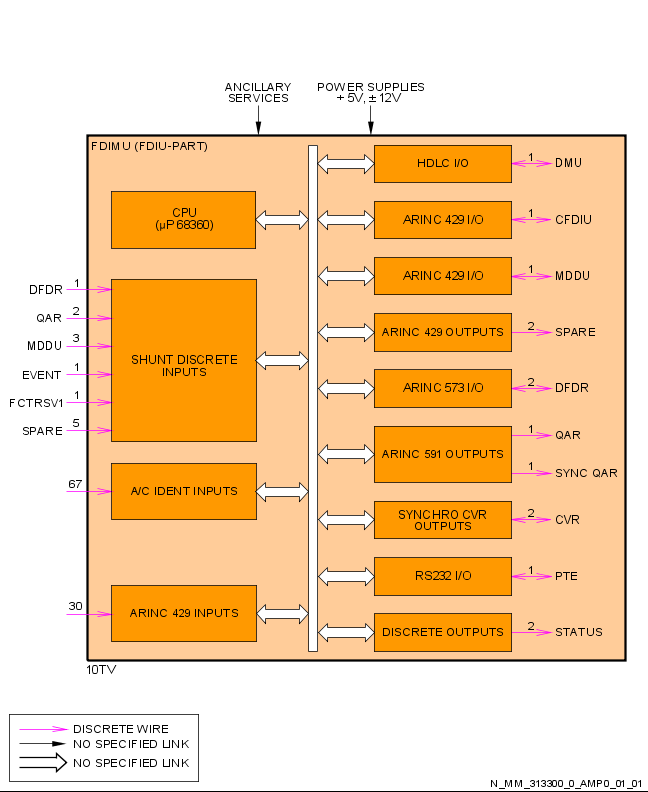 ANCILLARY
SERVICES
POWER SUPPLIES
+ 5V, ± 12V
FDIMU (FDIU-PART)
HDLC I/O
1
DMU
CPU
(µP 68360)
ARINC 429 I/O
1
CFDIU
ARINC 429 I/O
1
MDDU
DFDR
1
QAR
2
MDDU
3
EVENT
1
FCTRSV1
1
SPARE
5
SHUNT DISCRETE
INPUTS
ARINC 429 OUTPUTS
2
SPARE
ARINC 573 I/O
2
DFDR
ARINC 591 OUTPUTS
1
QAR
1
SYNC QAR
67
A/C IDENT INPUTS
SYNCHRO CVR
OUTPUTS
2
CVR
RS232 I/O
1
PTE
30
ARINC 429 INPUTS
DISCRETE OUTPUTS
2
STATUS
10TV
DISCRETE WIRE
NO SPECIFIED LINK
NO SPECIFIED LINK
N_MM_313300_0_AMP0_01_01